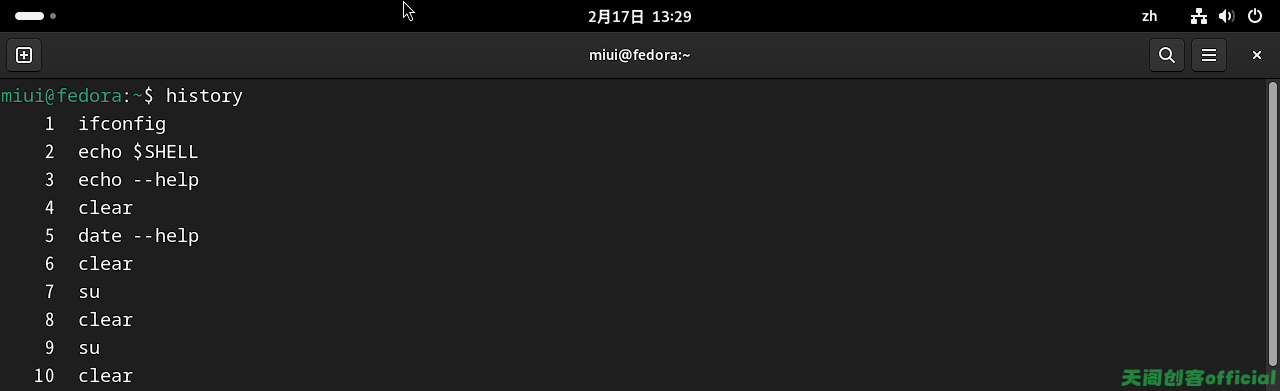 2月17日 13:29
zh
miui@fedora:~
miui@fedora:~$ history
1 ifconfig
2 echo $SHELL
3 echo --help
4 clear
5 date --help
6 clear
7 su
8 clear
9 su
10 clear
天阁创客official